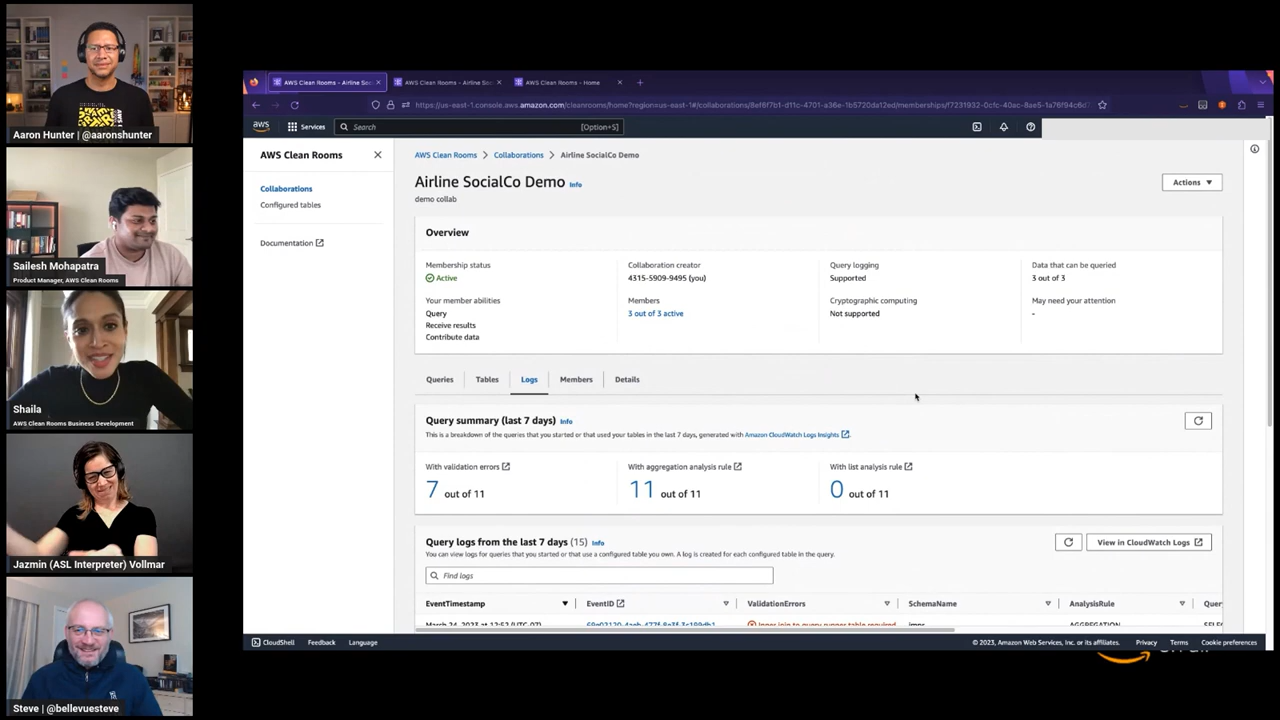 Aaron Hunter | @aaronshunter
Sailesh Mohapatra
Product Manager, AWS Clean Rooms
Shaila
AWS Clean Rooms Business Development
Jazmin (ASL Interpreter) Vollmar
Steve | @bellevuesteve
AWS Clean Rooms - Airline Soc
AWS Clean Rooms - Airline Soc
AWS Clean Rooms - Home
aws
Services
Search
[Option+S]
AWS Clean Rooms
Collaborations
Configured tables
Documentation
AWS Clean Rooms
Collaborations
Airline SocialCo Demo
Airline SocialCo Demo Info
demo collab
Actions
Overview
Membership status
Active
Your member abilities
Query
Receive results
Contribute data
Collaboration creator
4315-5909-9495 (you)
Members
3 out of 3 active
Query logging
Supported
Cryptographic computing
Not supported
Data that can be queried
3 out of 3
May need your attention
-
Queries
Tables
Logs
Members
Details
Query summary (last 7 days) Info
This is a breakdown of the queries that you started or that used your tables in the last 7 days, generated with Amazon CloudWatch Logs Insights
With validation errors
7 out of 11
With aggregation analysis rule
11 out of 11
With list analysis rule
0 out of 11
Query logs from the last 7 days (15) Info
You can view logs for queries that you started or that use a configured table you own. A log is created for each configured table in the query.
View in CloudWatch Logs
Find logs
EventTimestamp
EventID
ValidationErrors
SchemaName
AnalysisRule
CloudShell
Feedback
Language
© 2023, Amazon Web Services, Inc. or its affiliates.
Privacy
Terms
Cookie preferences